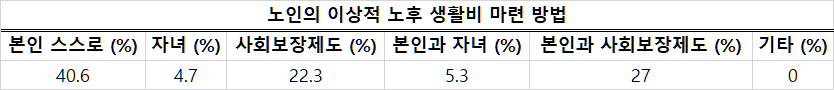 노인의 이상적 노후 생활비 마련 방법
본인 스스로 (%) 자녀 (%) 사회보장제도 (%) 본인과 자녀 (%) 본인과 사회보장제도 (%) 기타 (%)
40.6 4.7 22.3 5.3 27 0